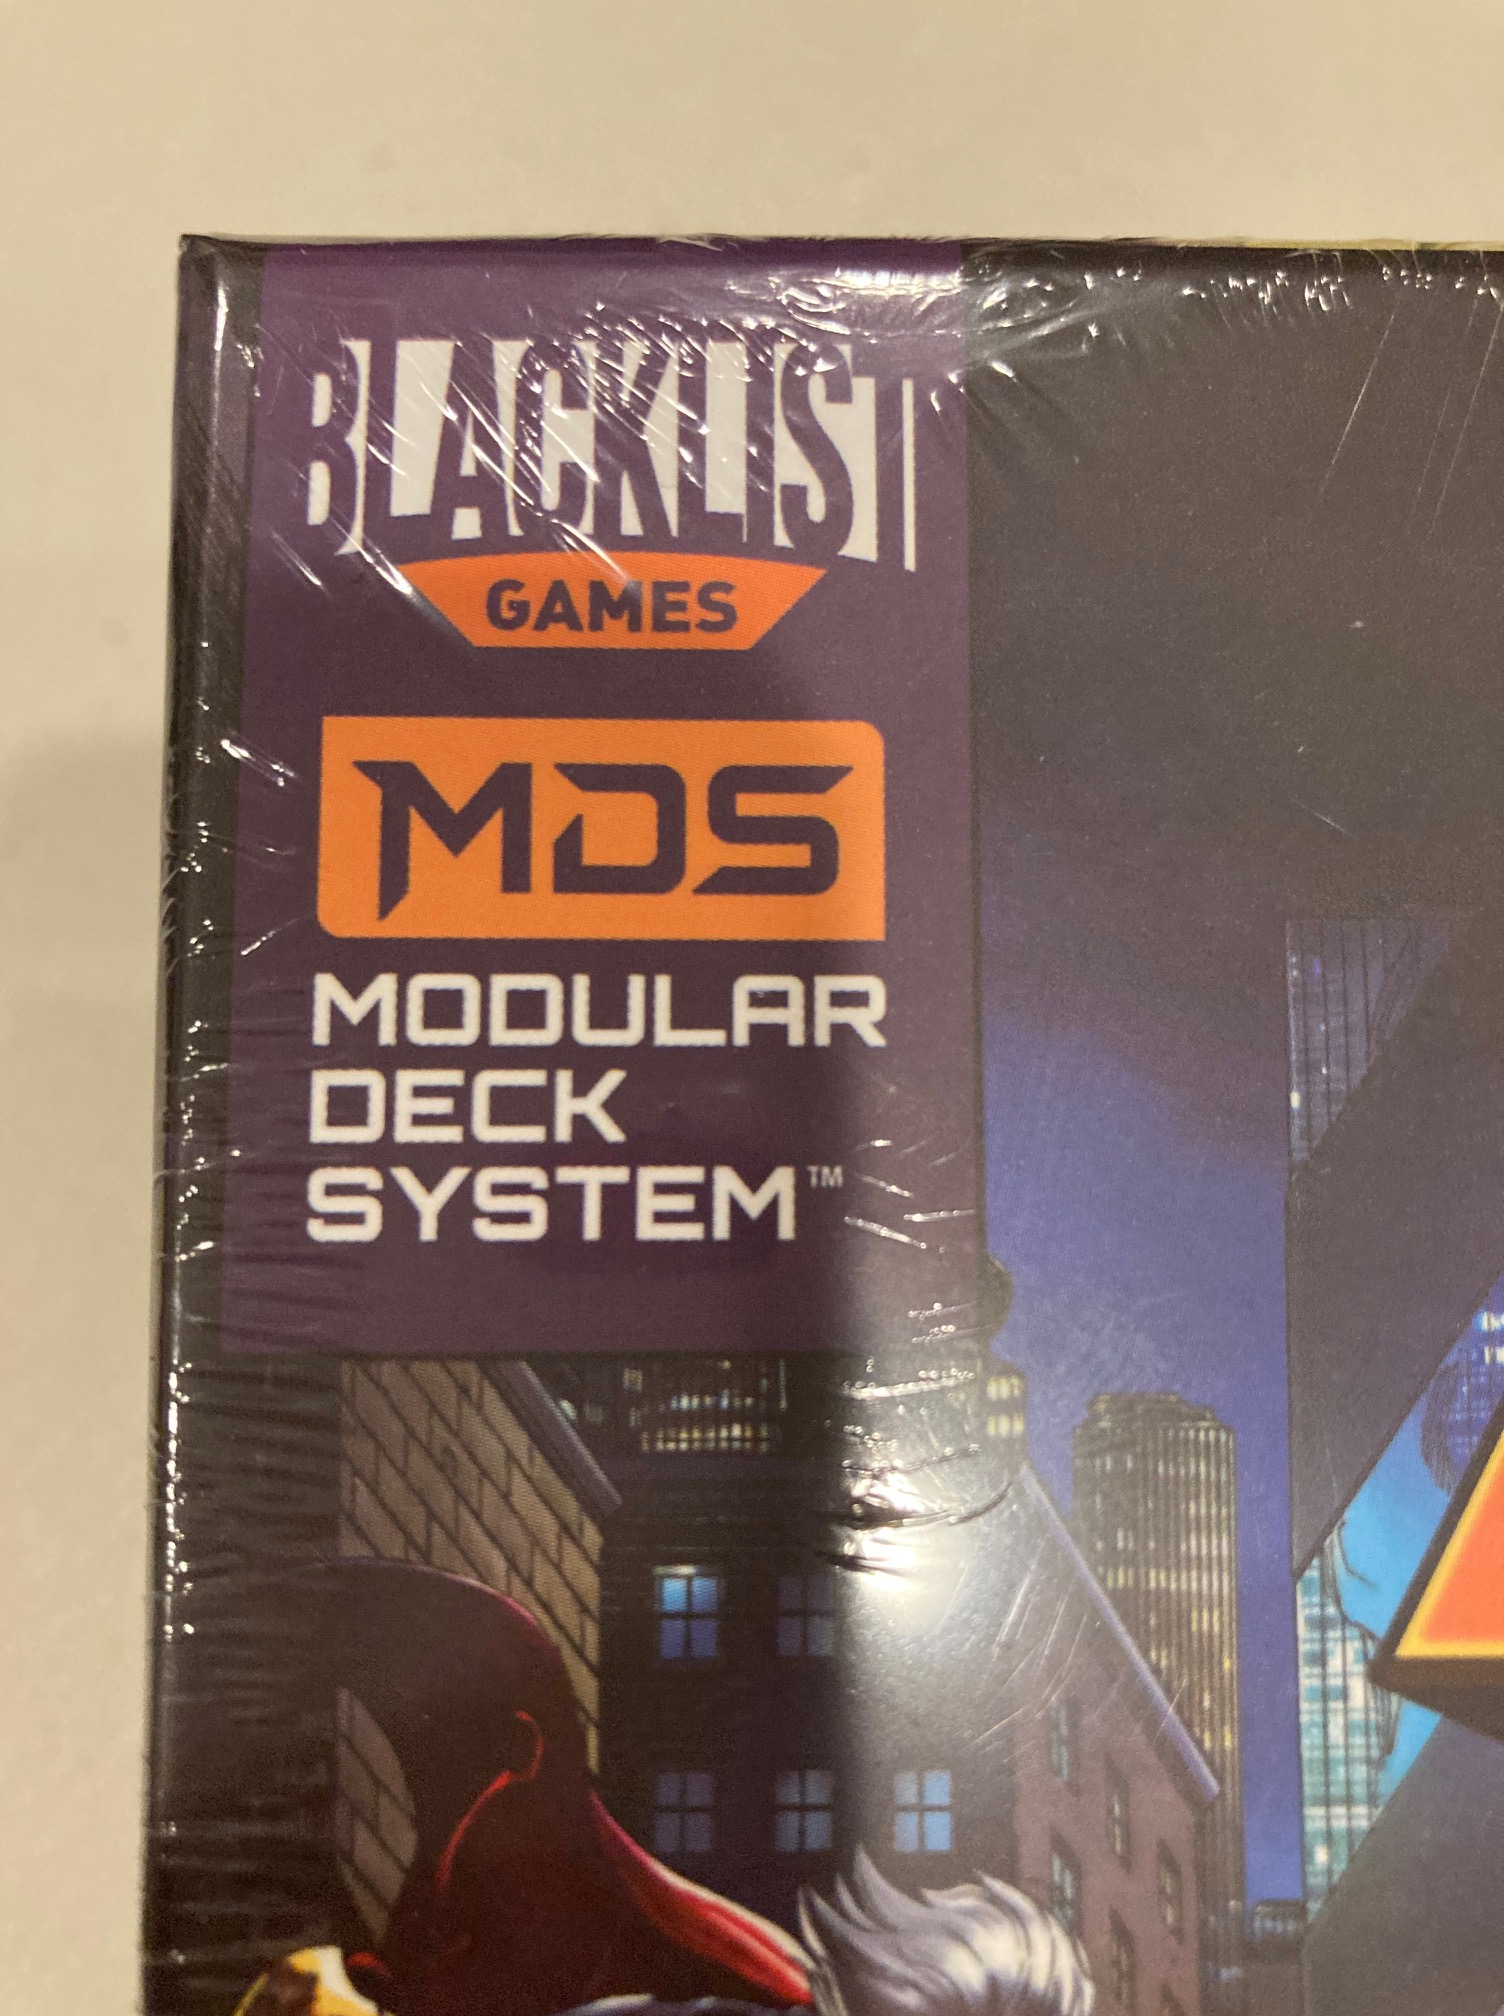 BLACKLIST
GAMES
MDS
MODULAR
DECK
SYSTEM™